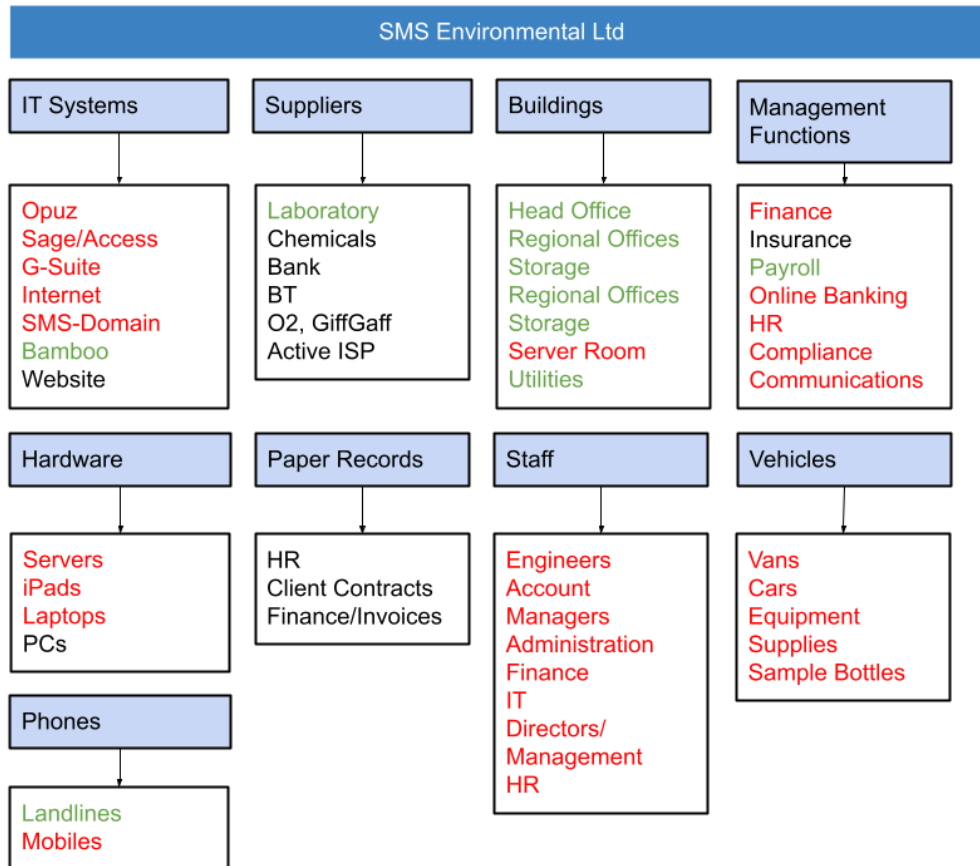 SMS Environmental Ltd
IT Systems
Opuz
Sage/Access
G-Suite
Internet
SMS-Domain
Bamboo
Website
Suppliers
Laboratory
Chemicals
Bank
BT
O2, GiffGaff
Active ISP
Buildings
Head Office
Regional Offices
Storage
Regional Offices
Storage
Server Room
Utilities
Management
Functions
Finance
Insurance
Payroll
Online Banking
HR
Compliance
Communications
Hardware
Servers
iPads
Laptops
PCs
Paper Records
HR
Client Contracts
Finance/Invoices
Staff
Engineers
Account
Managers
Administration
Finance
IT
Directors/
Management
HR
Vehicles
Vans
Cars
Equipment
Supplies
Sample Bottles
Phones
Landlines
Mobiles